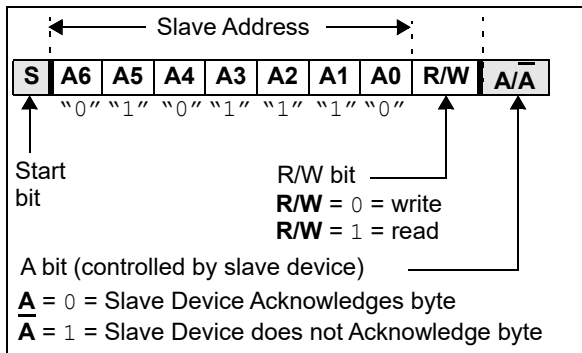 Slave Address
S A6 A5 A4 A3 A2 A1 A0 R/W A/A̅
“0” “1” “0” “1” “1” “1” “0”
Start
bit
R/W bit
R/W = 0 = write
R/W = 1 = read
A bit (controlled by slave device)
A = 0 = Slave Device Acknowledges byte
A̅ = 1 = Slave Device does not Acknowledge byte